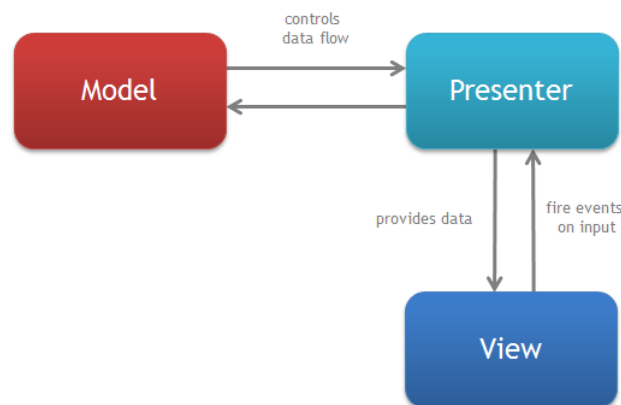 controls
data flow
Model
Presenter
provides data
fire events
on input
View